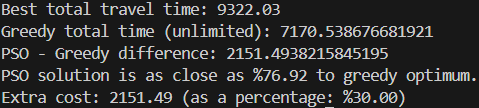 Best total travel time: 9322.03
Greedy total time (unlimited): 7170.538676681921
PSO - Greedy difference: 2151.4938215845195
PSO solution is as close as %76.92 to greedy optimum.
Extra cost: 2151.49 (as a percentage: %30.00)